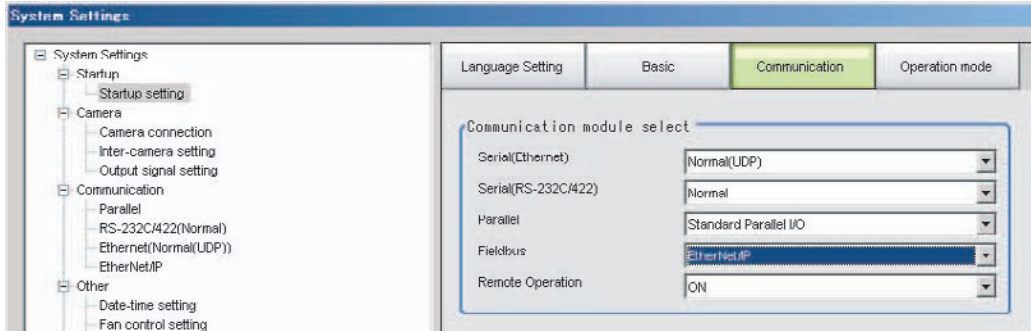 System Settings
System Settings
Startup
Startup setting
Camera
Camera connection
Inter-camera setting
Output signal setting
Communication
Parallel
RS-232C/422(Normal)
Ethernet(Normal(UDP))
EtherNet/IP
Other
Date-time setting
Fan control setting
Language Setting
Basic
Communication
Operation mode
Communication module select
Serial(Ethernet)
Normal(UDP)
Serial(RS-232C/422)
Normal
Parallel
Standard Parallel I/O
Fieldbus
EtherNet/IP
Remote Operation
ON